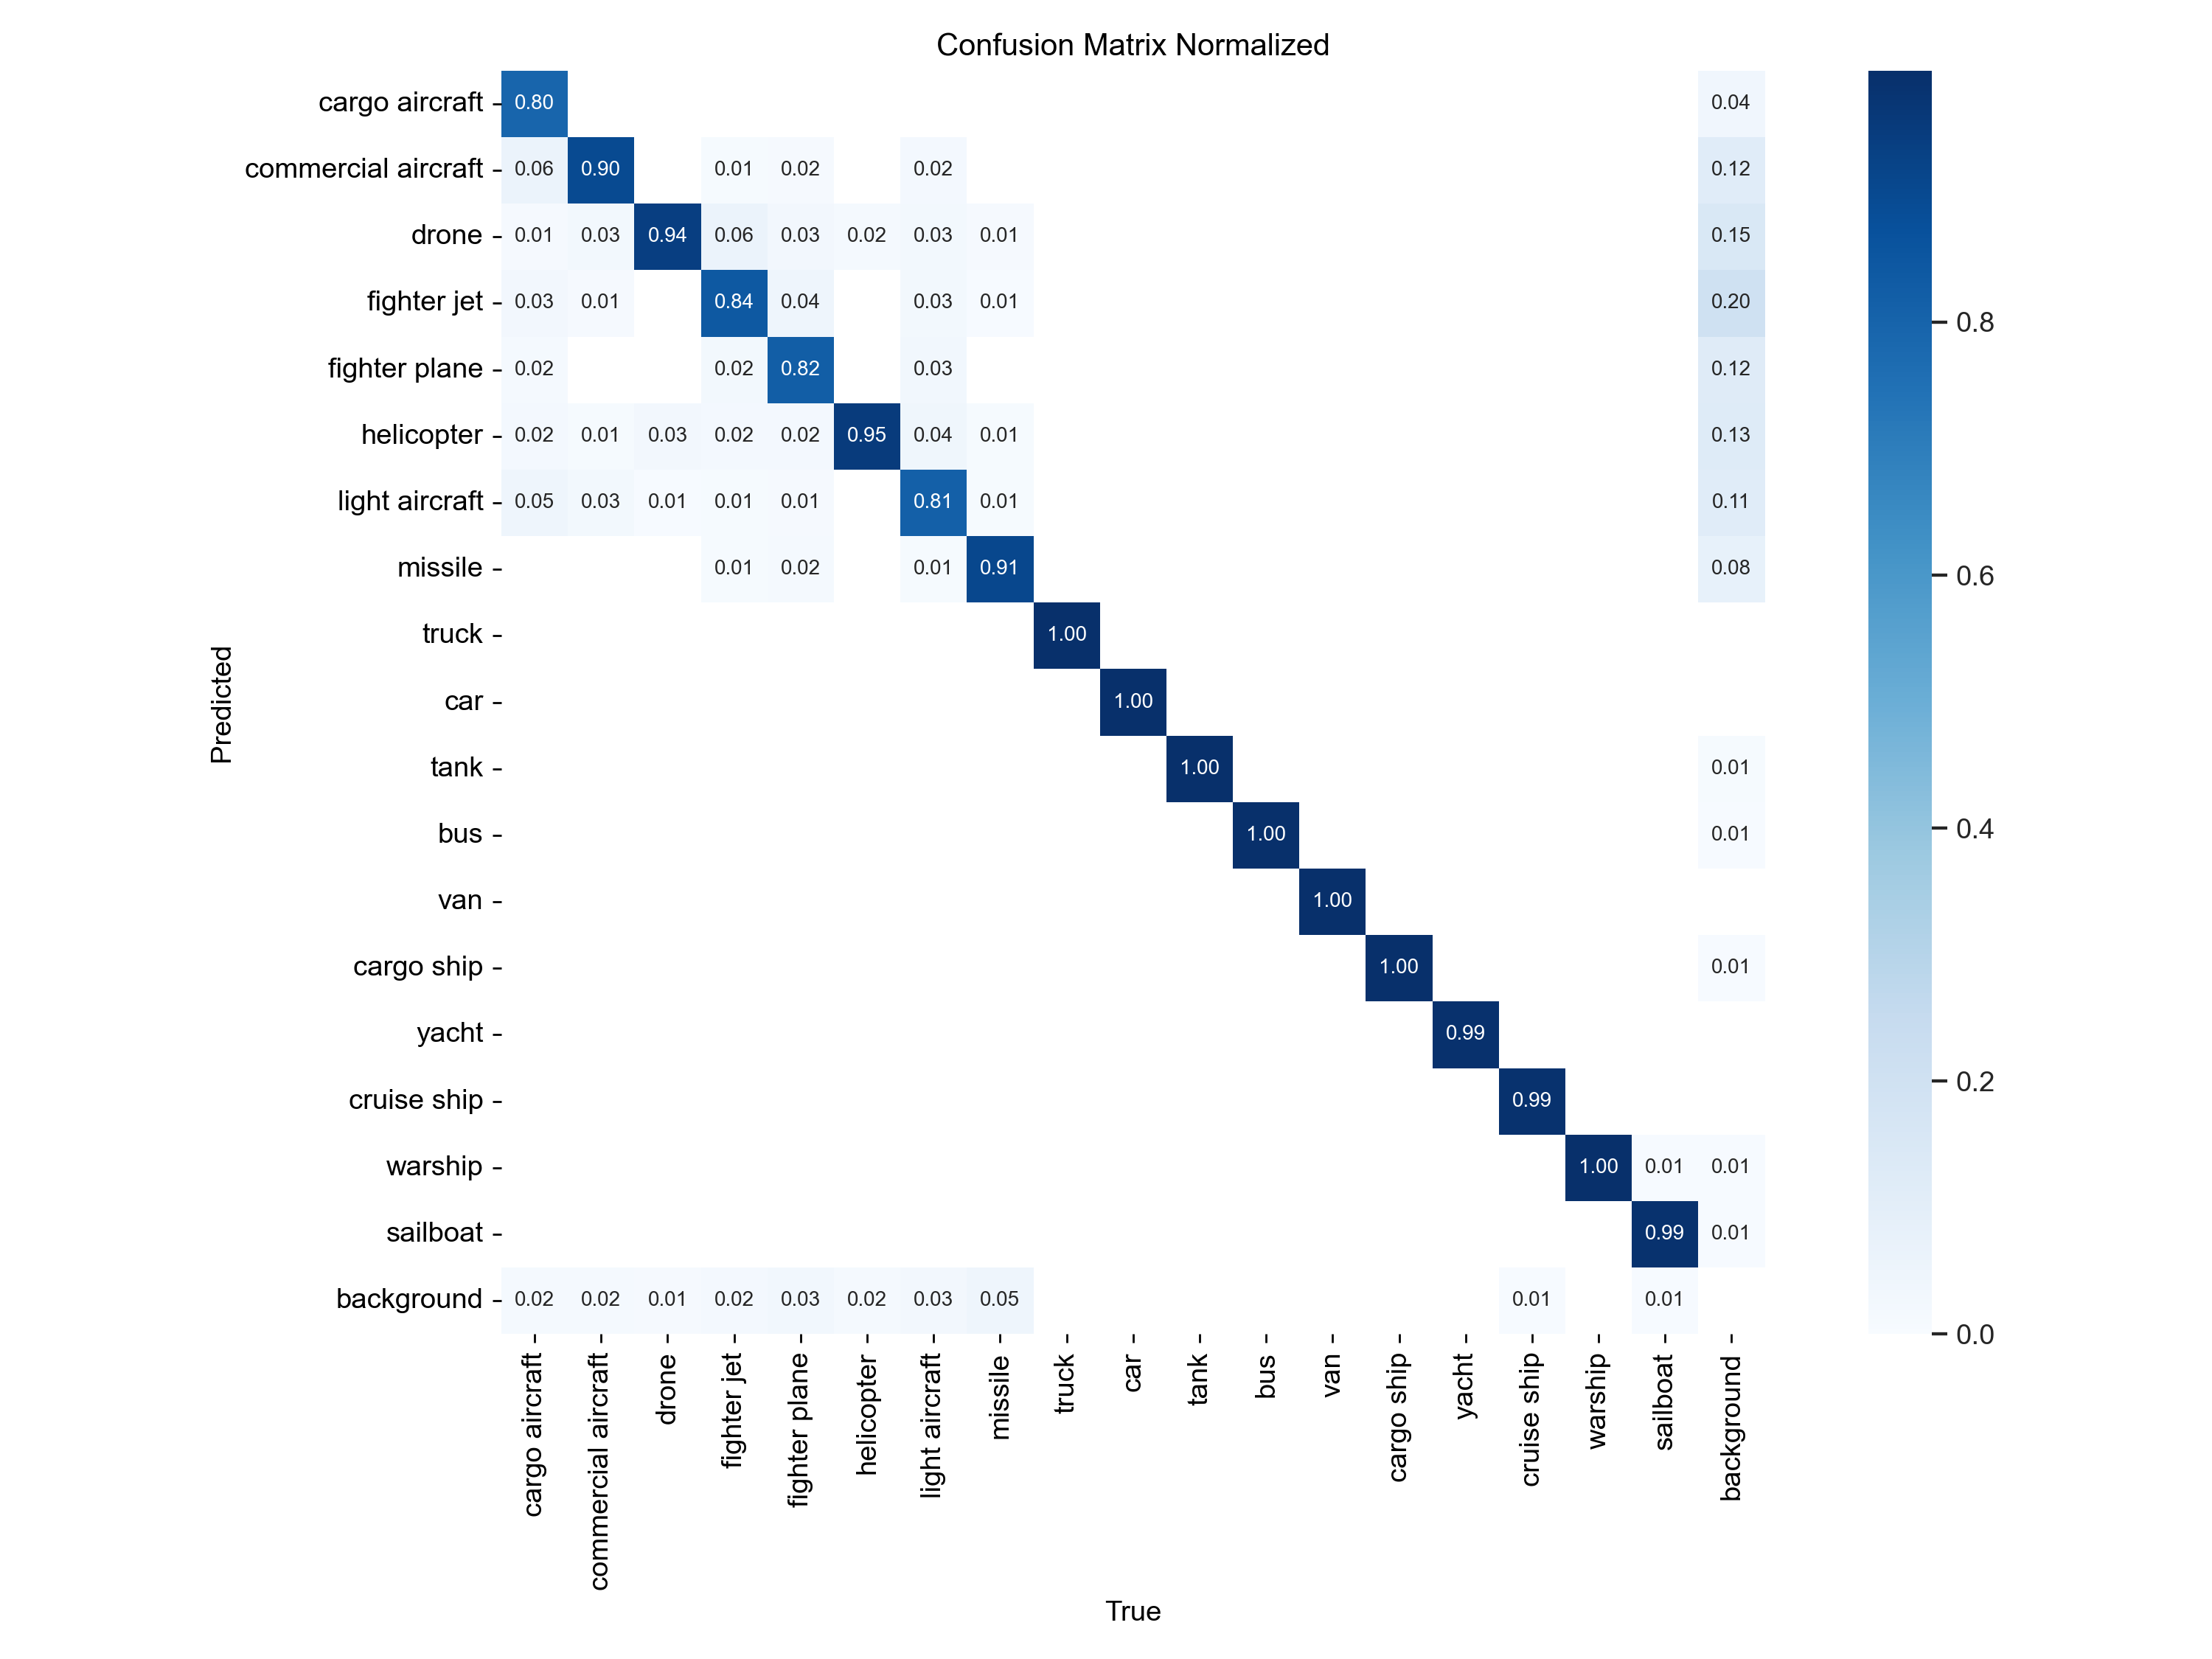 Confusion Matrix Normalized
cargo aircraft 0.80 0.04
commercial aircraft 0.06 0.90 0.01 0.02 0.02 0.12
drone 0.01 0.03 0.94 0.06 0.03 0.02 0.03 0.01 0.15
fighter jet 0.03 0.01 0.84 0.04 0.03 0.01 0.20
fighter plane 0.02 0.02 0.82 0.03 0.12
helicopter 0.02 0.01 0.03 0.02 0.02 0.95 0.04 0.01 0.13
light aircraft 0.05 0.03 0.01 0.01 0.01 0.81 0.01 0.11
missile 0.01 0.02 0.01 0.91 0.08
truck 1.00
car 1.00
tank 1.00 0.01
bus 1.00 0.01
van 1.00
cargo ship 1.00 0.01
yacht 0.99
cruise ship 0.99
warship 1.00 0.01 0.01
sailboat 0.99 0.01
background 0.02 0.02 0.01 0.02 0.03 0.02 0.03 0.05 0.01 0.01
Predicted
cargo aircraft
commercial aircraft
drone
fighter jet
fighter plane
helicopter
light aircraft
missile
truck
car
tank
bus
van
cargo ship
yacht
cruise ship
warship
sailboat
background
True
0.8
0.6
0.4
0.2
0.0